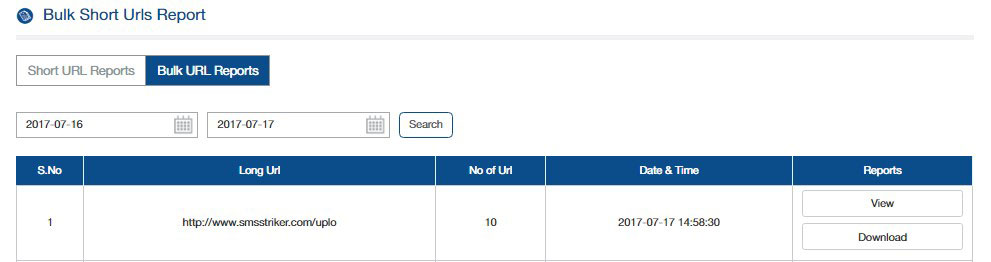 Bulk Short Urls Report
Short URL Reports Bulk URL Reports
2017-07-16 2017-07-17 Search
S.No Long Url No of Url Date & Time Reports
1 http://www.smsstriker.com/uplo 10 2017-07-17 14:58:30 View
Download